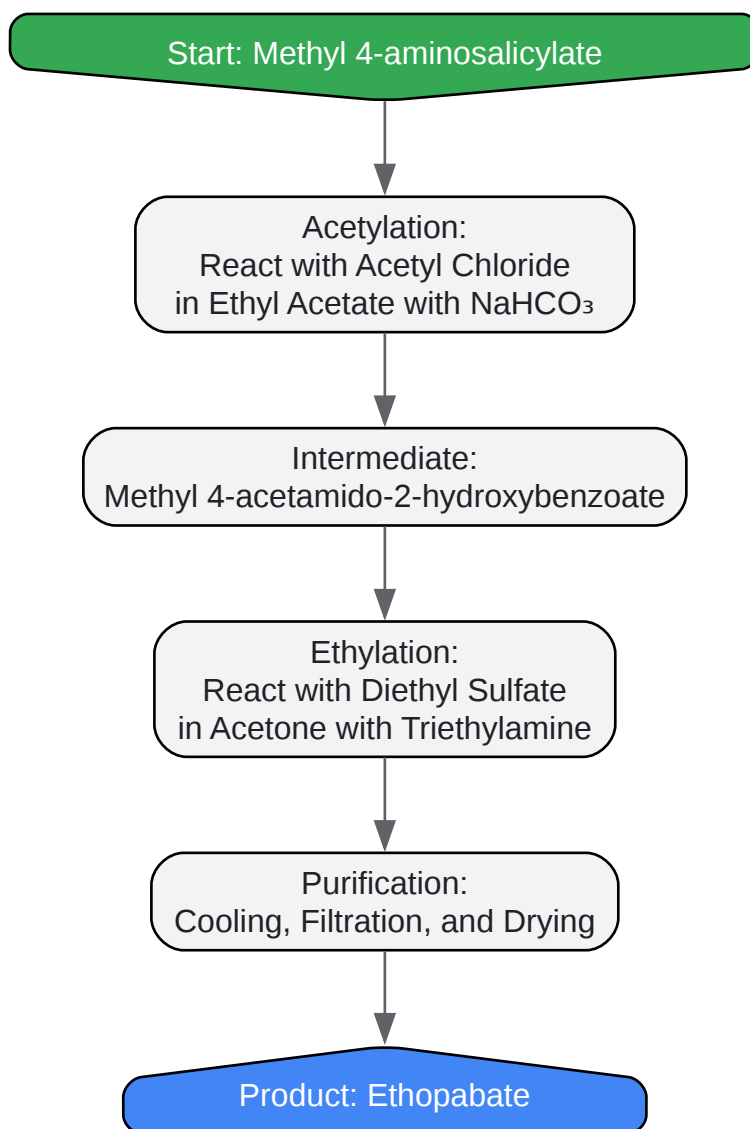 Start: Methyl 4-aminosalicylate
Acetylation:
React with Acetyl Chloride
in Ethyl Acetate with NaHCO₃
Intermediate:
Methyl 4-acetamido-2-hydroxybenzoate
Ethylation:
React with Diethyl Sulfate
in Acetone with Triethylamine
Purification:
Cooling, Filtration, and Drying
Product: Ethopabate